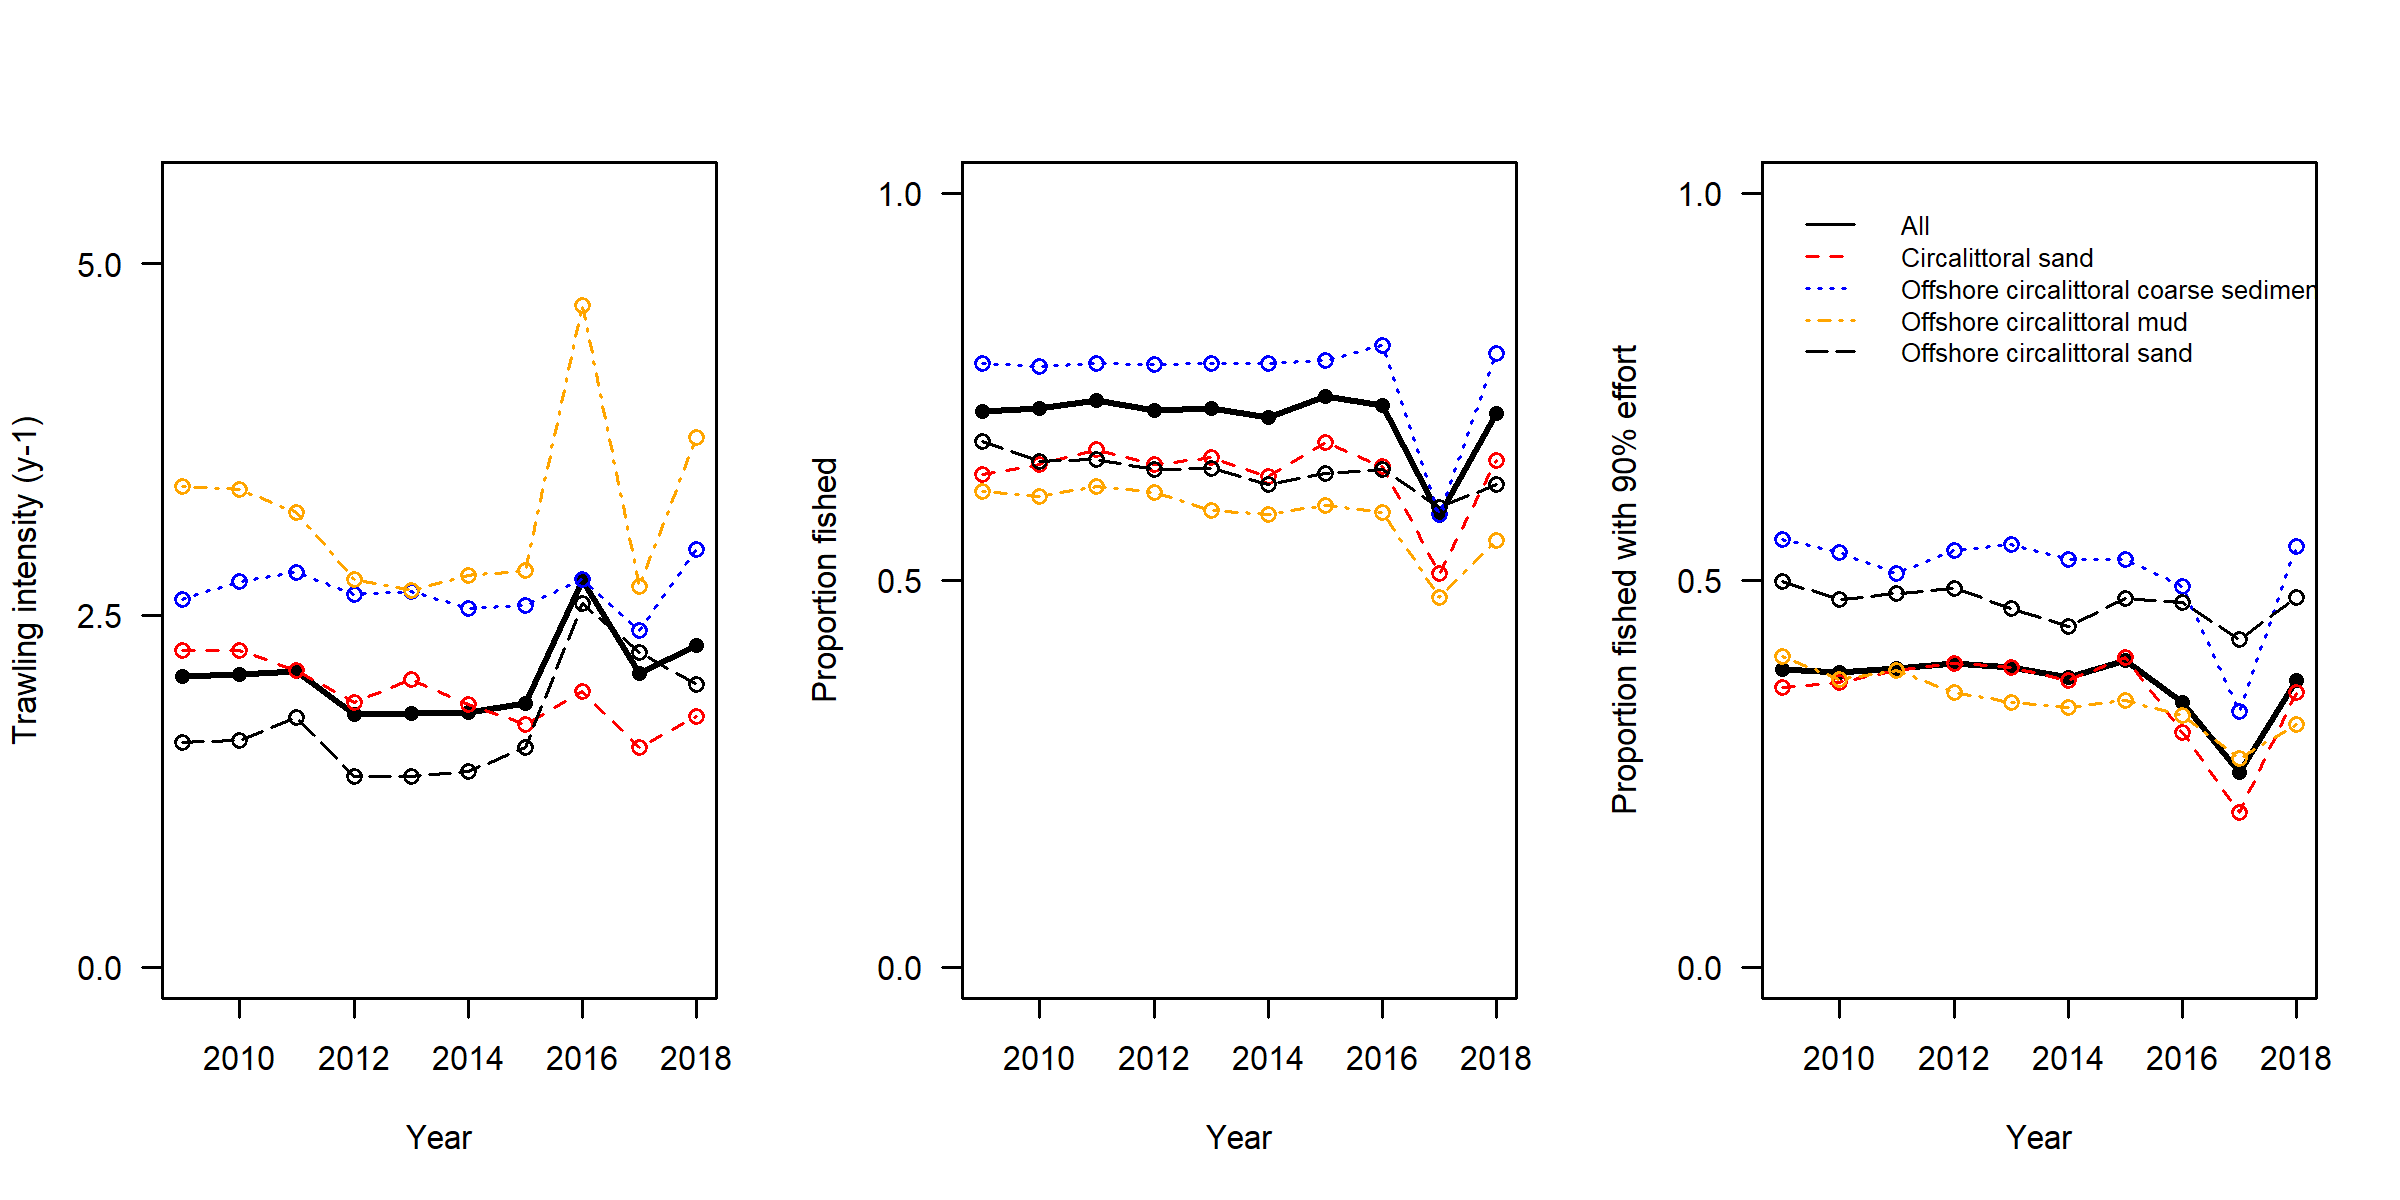 Trawling intensity (y-1)
5.0
2.5
0.0
2010 2012 2014 2016 2018
Year
Proportion fished
1.0
0.5
0.0
2010 2012 2014 2016 2018
Year
Proportion fished with 90% effort
1.0
0.5
0.0
All
Circalittoral sand
Offshore circalittoral coarse sedimen
Offshore circalittoral mud
Offshore circalittoral sand
2010 2012 2014 2016 2018
Year